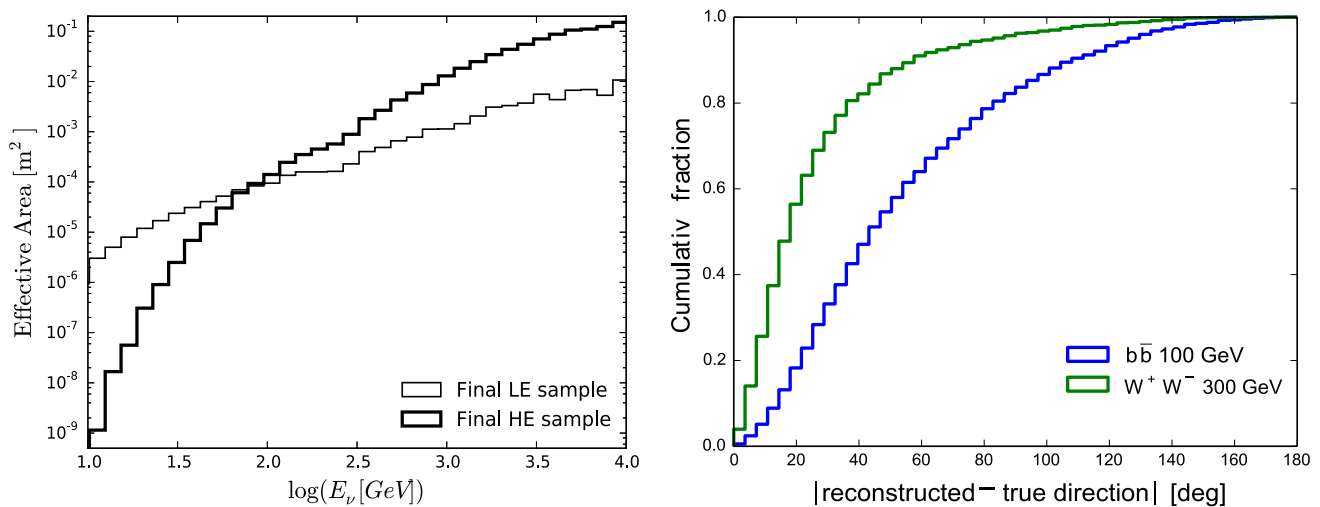 10⁻¹
10⁻²
10⁻³
10⁻⁴
10⁻⁵
10⁻⁶
10⁻⁷
10⁻⁸
10⁻⁹
Effective Area [m²]
Final LE sample
Final HE sample
1.0 1.5 2.0 2.5 3.0 3.5 4.0
log(Eν[GeV])
1.0
0.8
0.6
0.4
0.2
0.0
Cumulativ fraction
bb̄ 100 GeV
W⁺ W⁻ 300 GeV
0 20 40 60 80 100 120 140 160 180
|reconstructed − true direction| [deg]